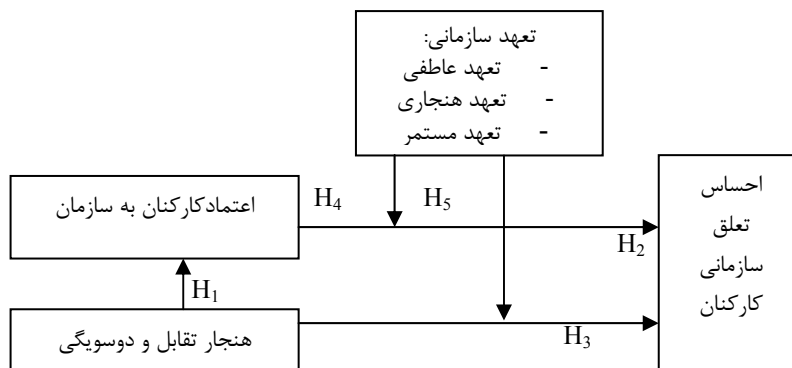 تعهد سازمانی:
- تعهد عاطفی
- تعهد هنجاری
- تعهد مستمر
اعتمادکارکنان به سازمان
H4
H5
احساس
تعلق
سازمانی
کارکنان
H2
H1
هنجار تقابل و دوسویگی
H3